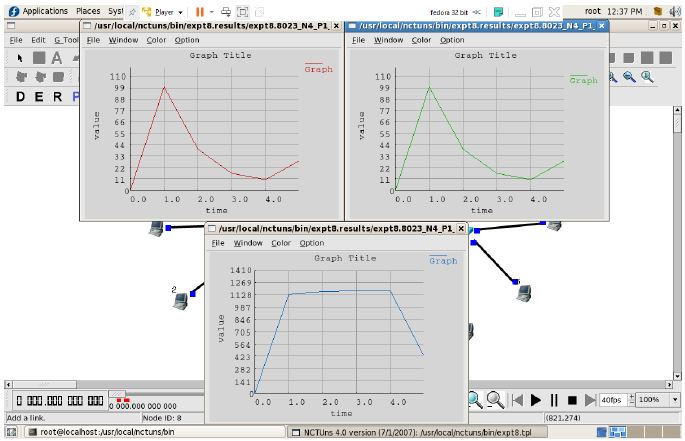 Applications Places Sys
Player
fedora 32 bit
root 12:37 PM
/usr/local/nctuns/bin/expt8.results/expt8.8023_N4_P1_
/usr/local/nctuns/bin/expt8.results/expt8.8023_N4_P1_
File Edit G_Too
File Window Color Option
File Window Color Option
D E R P
Graph Title
Graph
value
110
99
88
77
66
55
44
33
22
11
0
0.0 1.0 2.0 3.0 4.0
time
Graph Title
Graph
value
110
99
88
77
66
55
44
33
22
11
0
0.0 1.0 2.0 3.0 4.0
time
/usr/local/nctuns/bin/expt8.results/expt8.8023_N4_P1_
File Window Color Option
Graph Title
Graph
value
1410
1269
1128
987
846
705
564
423
282
141
0
0.0 1.0 2.0 3.0 4.0
time
2
0 000.000 000 000
0 000.000 000 000
40fps
100%
Add a link.
Node ID: 8
(821,274)
root@localhost:/usr/local/nctuns/bin
NCTUns 4.0 version (7/1/2007): /usr/local/nctuns/bin/expt8.tpl